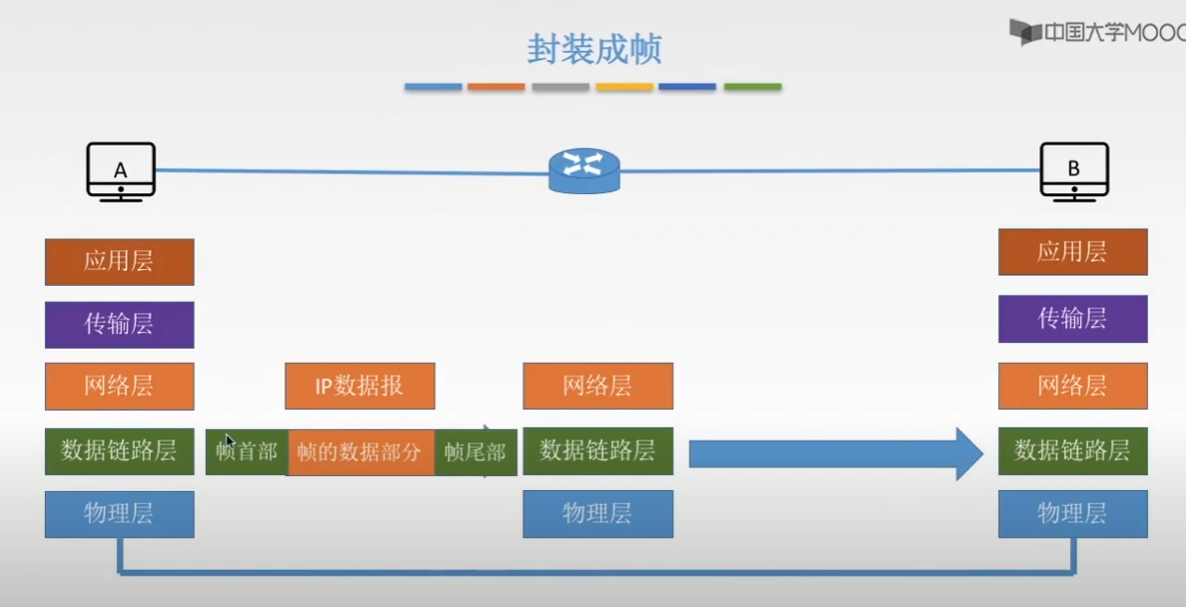 中国大学MOOC
封装成帧
A
B
应用层
应用层
传输层
传输层
网络层
IP数据报
网络层
网络层
数据链路层
帧首部
帧的数据部分
帧尾部
数据链路层
数据链路层
物理层
物理层
物理层